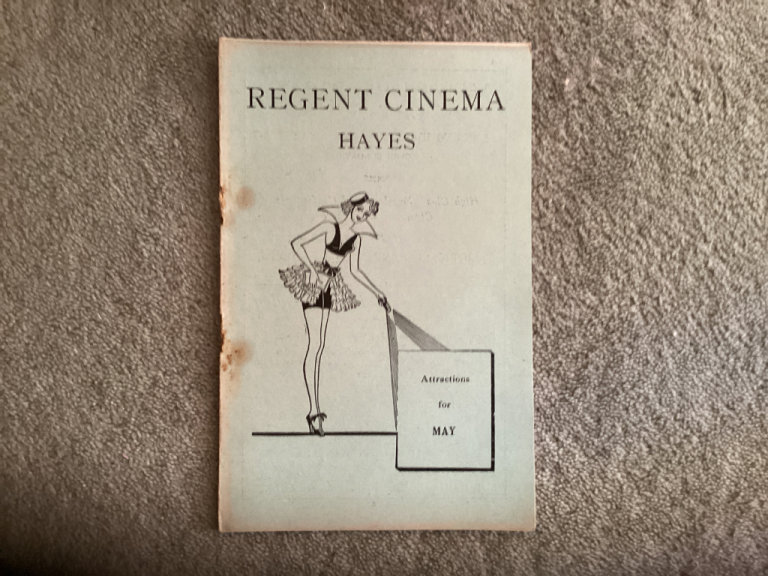 REGENT CINEMA
HAYES
Attractions
for
MAY